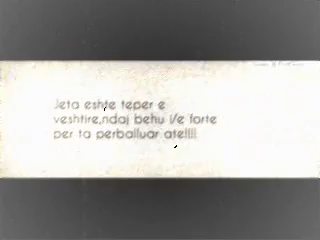 Jeta eshte teper e
veshtire,ndaj behu i/e forte
per ta perballuar ate!!!!